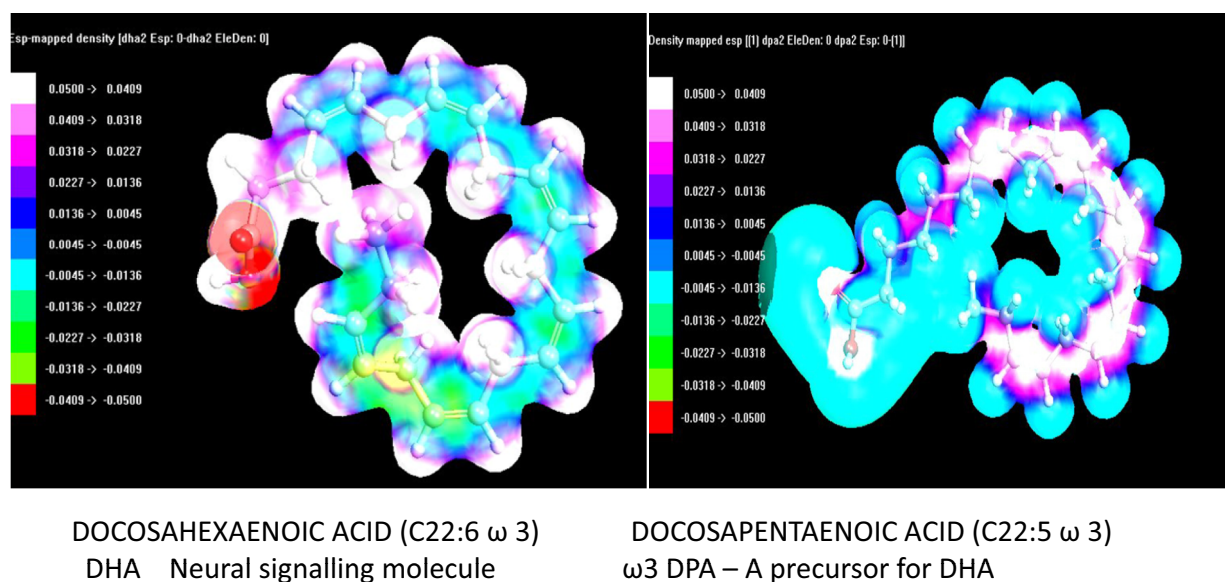 Esp-mapped density [dha2 Esp: 0-dha2 EleDen: 0]
0.0500 -> 0.0409
0.0409 -> 0.0318
0.0318 -> 0.0227
0.0227 -> 0.0136
0.0136 -> 0.0045
0.0045 -> -0.0045
-0.0045 -> -0.0136
-0.0136 -> -0.0227
-0.0227 -> -0.0318
-0.0318 -> -0.0409
-0.0409 -> -0.0500
Density mapped esp [(1) dpa2 EleDen: 0 dpa2 Esp: 0-(1)]
0.0500 -> 0.0409
0.0409 -> 0.0318
0.0318 -> 0.0227
0.0227 -> 0.0136
0.0136 -> 0.0045
0.0045 -> -0.0045
-0.0045 -> -0.0136
-0.0136 -> -0.0227
-0.0227 -> -0.0318
-0.0318 -> -0.0409
-0.0409 -> -0.0500
DOCOSAHEXAENOIC ACID (C22:6 ω 3)
DHA Neural signalling molecule
DOCOSAPENTAENOIC ACID (C22:5 ω 3)
ω3 DPA – A precursor for DHA